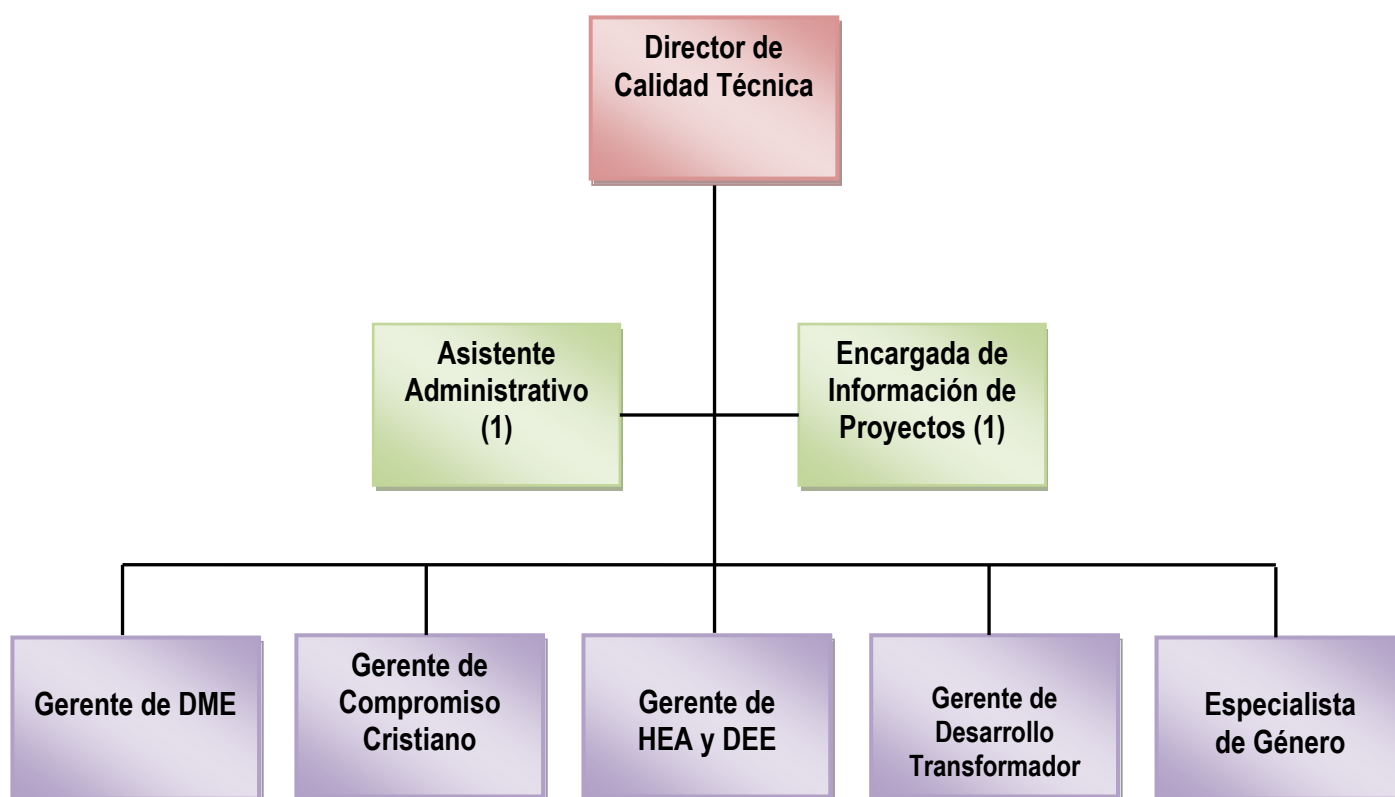 Director de
Calidad Técnica
Asistente
Administrativo
(1)
Encargada de
Información de
Proyectos (1)
Gerente de DME
Gerente de
Compromiso
Cristiano
Gerente de
HEA y DEE
Gerente de
Desarrollo
Transformador
Especialista
de Género